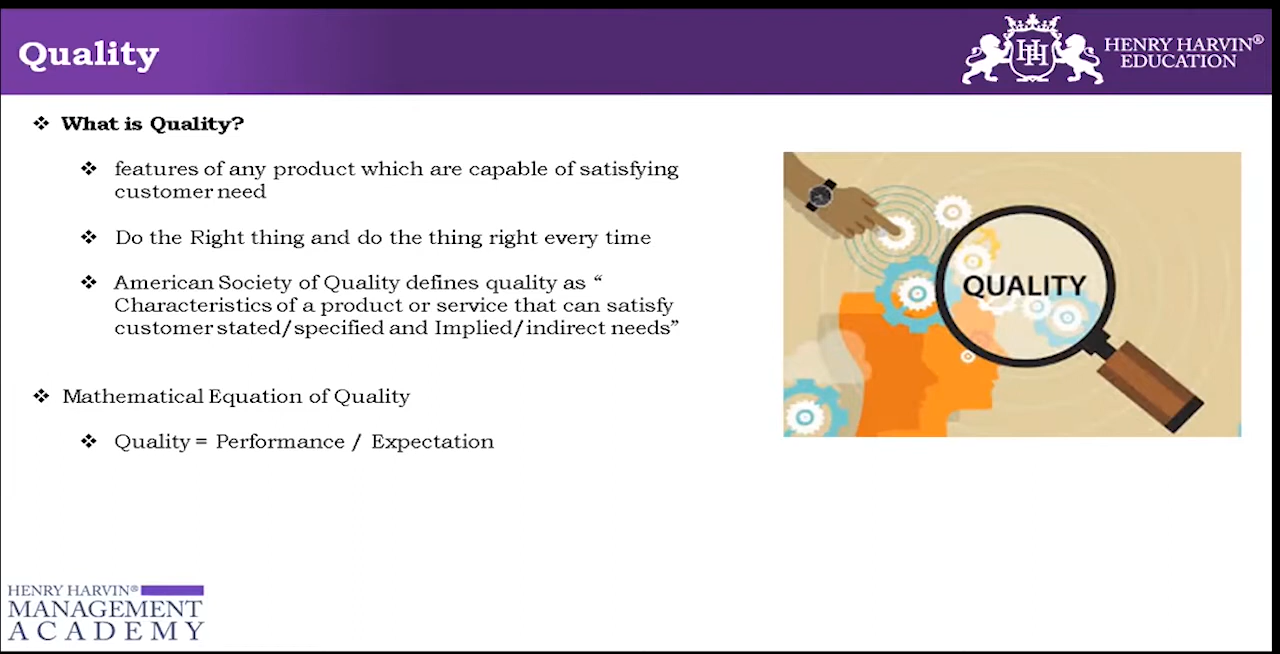 Quality
HENRY HARVIN®
EDUCATION
❖ What is Quality?
❖ features of any product which are capable of satisfying
customer need
❖ Do the Right thing and do the thing right every time
❖ American Society of Quality defines quality as “
Characteristics of a product or service that can satisfy
customer stated/specified and Implied/indirect needs”
❖ Mathematical Equation of Quality
❖ Quality = Performance / Expectation
QUALITY
HENRY HARVIN®
MANAGEMENT
ACADEMY